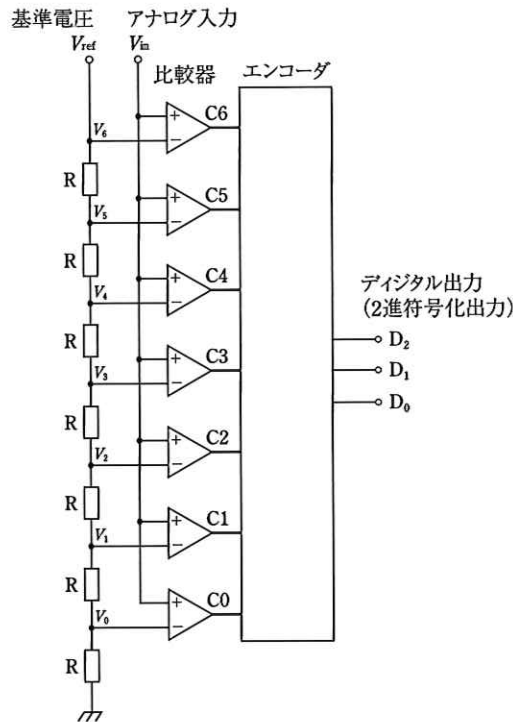 基準電圧 アナログ入力
Vref Vin
比較器 エンコーダ
C6
+
−
V6
R
C5
+
−
V5
R
C4
+
−
V4
ディジタル出力
(2進符号化出力)
R
D2
C3
+
−
V3
D1
D0
R
C2
+
−
V2
R
C1
+
−
V1
R
C0
+
−
V0
R